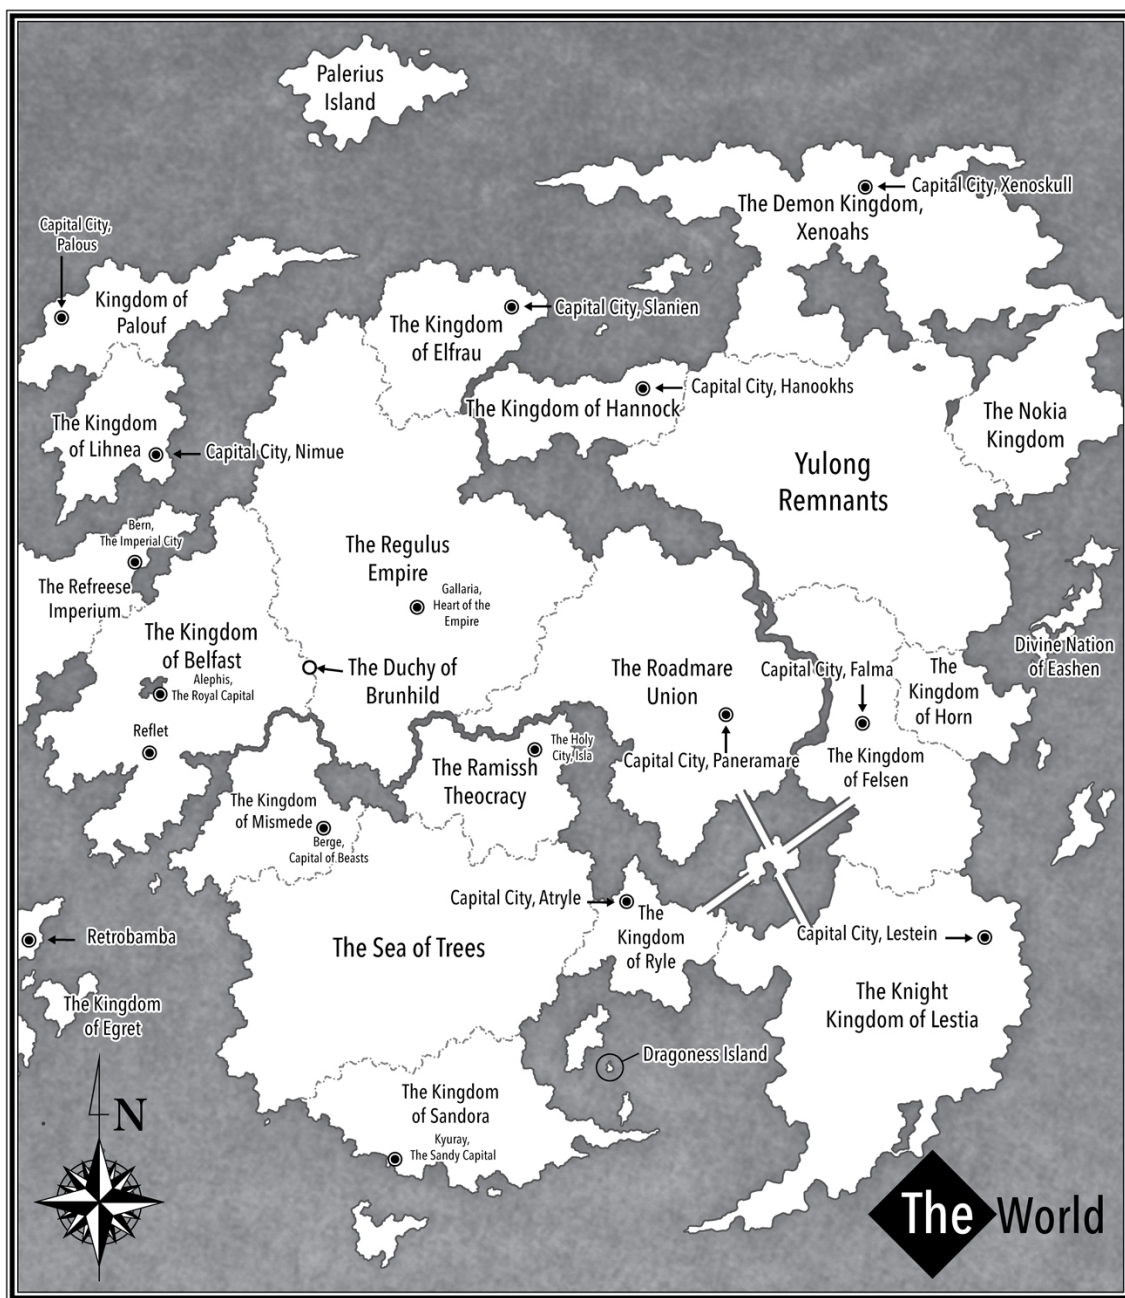 Palerius
Island
Capital City, Xenoskull
The Demon Kingdom,
Xenoahs
Capital City,
Palous
Kingdom of
Palouf
Capital City, Slanien
The Kingdom
of Elfrau
Capital City, Hanookhs
The Kingdom of Hannock
The Nokia
Kingdom
The Kingdom
of Lihnea
Capital City, Nimue
Yulong
Remnants
Bern,
The Imperial City
The Refreese
Imperium
The Regulus
Empire
Gallaria,
Heart of the
Empire
The Kingdom
of Belfast
Alephis,
The Royal Capital
Reflet
The Duchy of
Brunhild
The Roadmare
Union
Capital City, Paneramare
Capital City, Falma
The Kingdom
of Felsen
The
Kingdom
of Horn
Divine Nation
of Eashen
The Holy
City, Isla
The Ramissh
Theocracy
The Kingdom
of Mismede
Berge,
Capital of Beasts
Capital City, Atryle
The
Kingdom
of Ryle
Capital City, Lestein
Retrobamba
The Sea of Trees
The Kingdom
of Egret
The Knight
Kingdom of Lestia
Dragoness Island
The Kingdom
of Sandora
Kyuray,
The Sandy Capital
N
The World